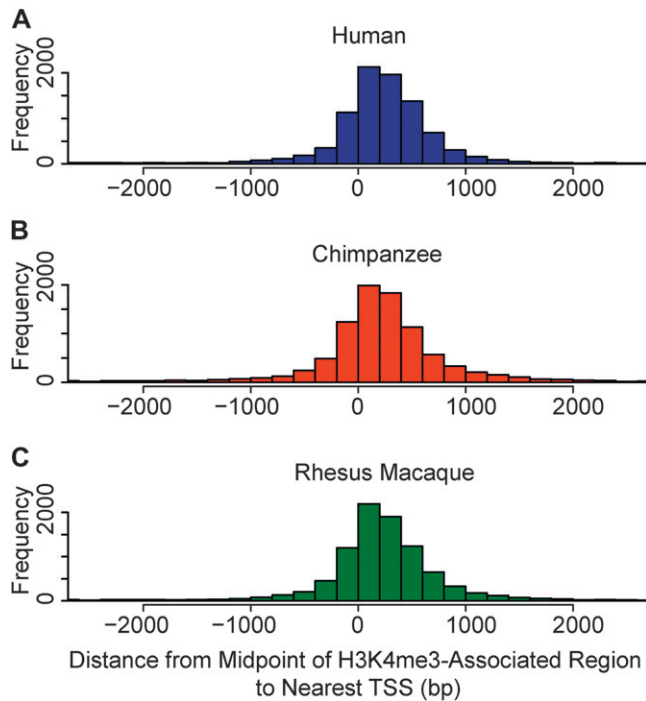 A
Human
Frequency
2000
0
−2000 −1000 0 1000 2000
B
Chimpanzee
Frequency
2000
0
−2000 −1000 0 1000 2000
C
Rhesus Macaque
Frequency
2000
0
−2000 −1000 0 1000 2000
Distance from Midpoint of H3K4me3-Associated Region
to Nearest TSS (bp)